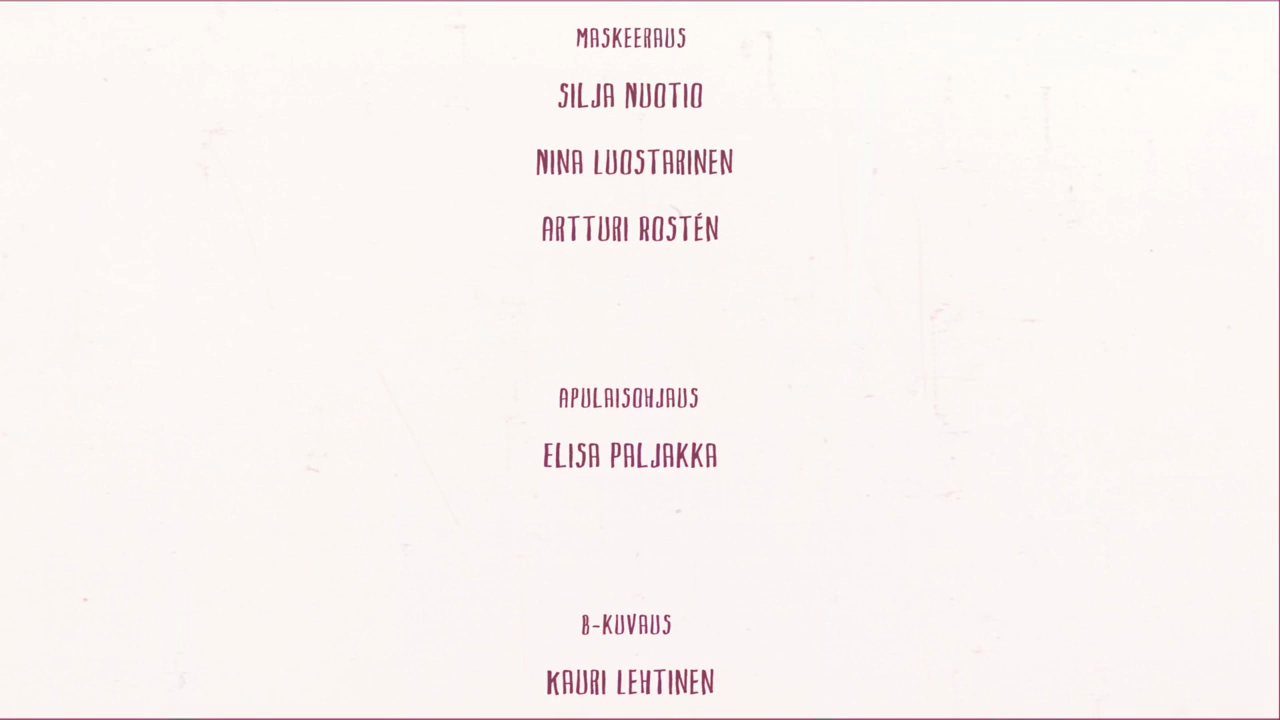 MASKEERAUS
SILJA NUOTIO
NINA LUOSTARINEN
ARTTURI ROSTÉN
APULAISOHJAUS
ELISA PALJAKKA
B-KUVAUS
KAURI LEHTINEN